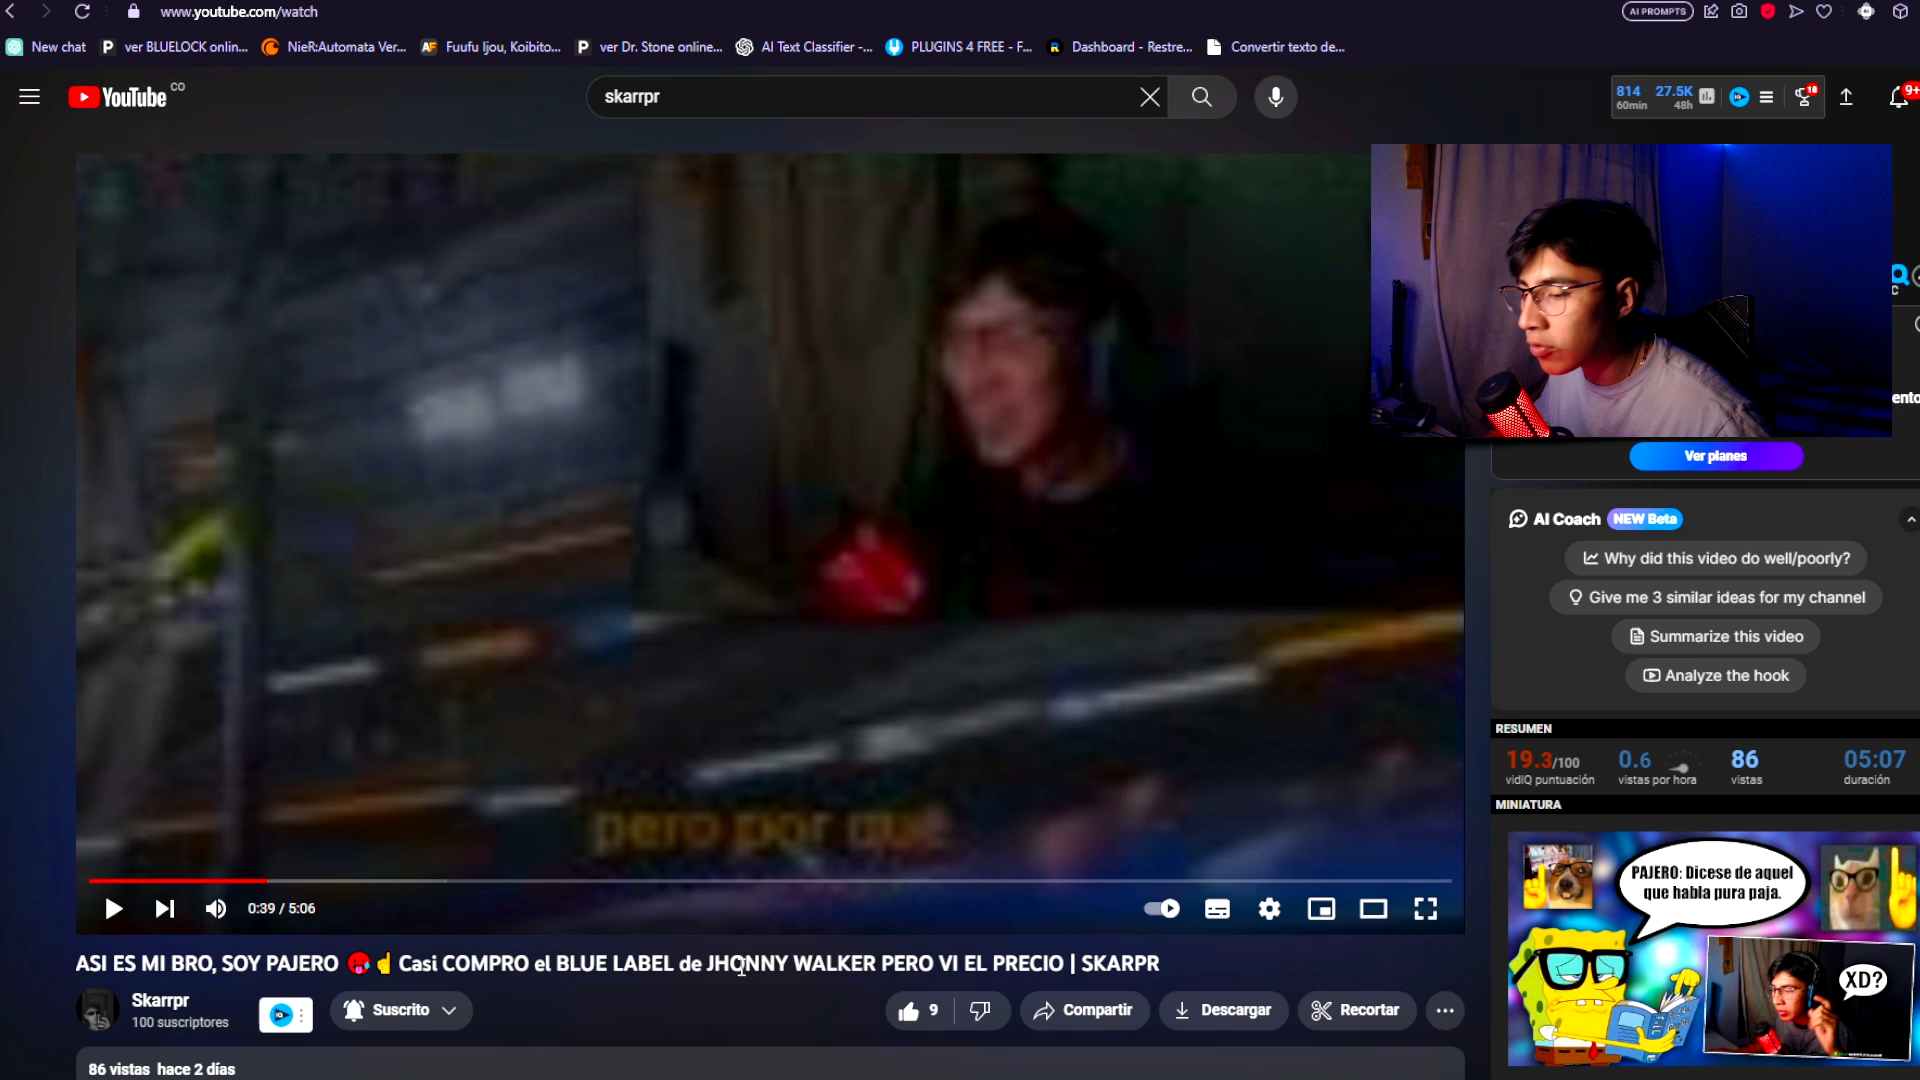 www.youtube.com/watch
AI PROMPTS
New chat
ver BLUELOCK onlin...
NieR:Automata Ver...
Fuufu Ijou, Koibito...
ver Dr. Stone online...
AI Text Classifier -...
PLUGINS 4 FREE - F...
Dashboard - Restre...
Convertir texto de...
YouTube CO
skarrpr
814
60min
27.5K
48h
18
9+
ento
Ver planes
AI Coach NEW Beta
Why did this video do well/poorly?
Give me 3 similar ideas for my channel
Summarize this video
Analyze the hook
RESUMEN
19.3/100
vidIQ puntuación
0.6
vistas por hora
86
vistas
05:07
duración
MINIATURA
PAJERO: Dicese de aquel
que habla pura paja.
XD?
pero por que
0:39 / 5:06
ASI ES MI BRO, SOY PAJERO 🥵☝️ Casi COMPRO el BLUE LABEL de JHONNY WALKER PERO VI EL PRECIO | SKARPR
Skarrpr
100 suscriptores
Suscrito
9
Compartir
Descargar
Recortar
86 vistas hace 2 días